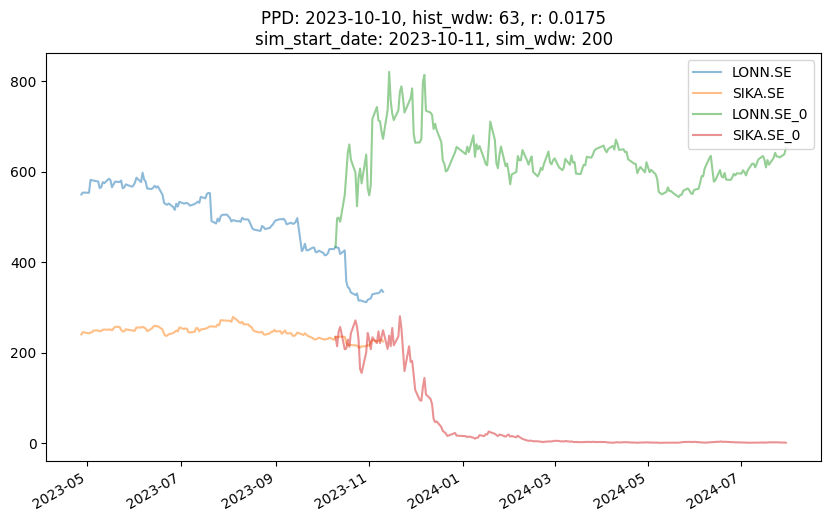 PPD: 2023-10-10, hist_wdw: 63, r: 0.0175
sim_start_date: 2023-10-11, sim_wdw: 200
LONN.SE
SIKA.SE
LONN.SE_0
SIKA.SE_0
800
600
400
200
0
2023-05
2023-07
2023-09
2023-11
2024-01
2024-03
2024-05
2024-07